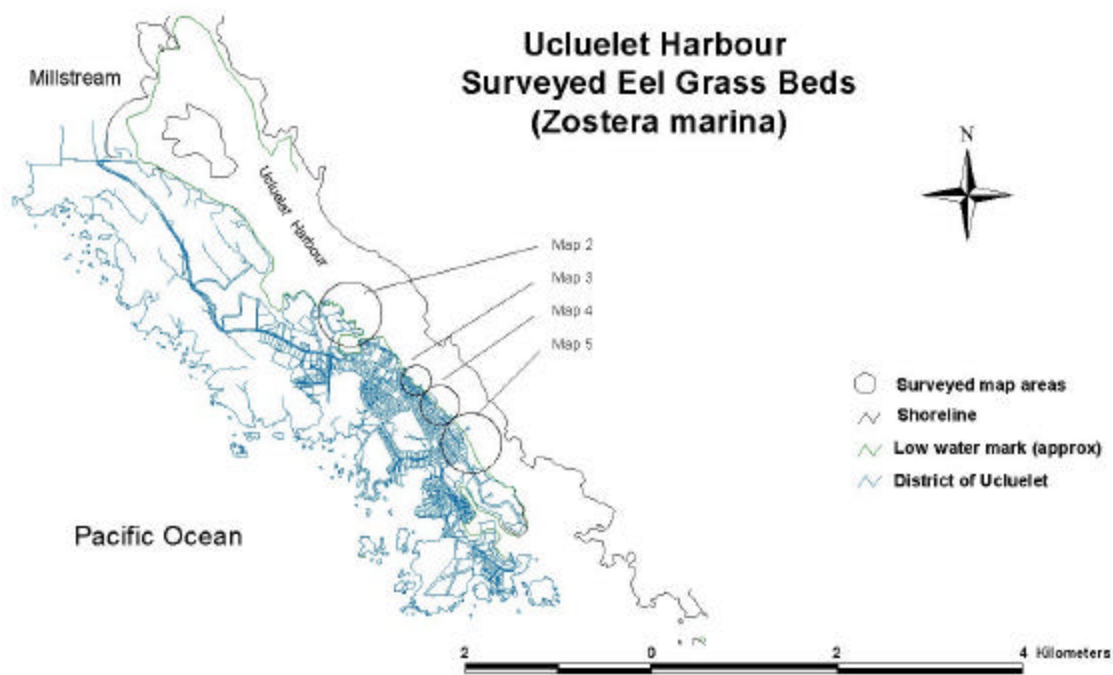 Ucluelet Harbour
Surveyed Eel Grass Beds
(Zostera marina)
Millstream
N
Ucluelet Harbour
Map 2
Map 3
Map 4
Map 5
Surveyed map areas
Shoreline
Low water mark (approx)
District of Ucluelet
Pacific Ocean
2 0 2 4 Kilometers